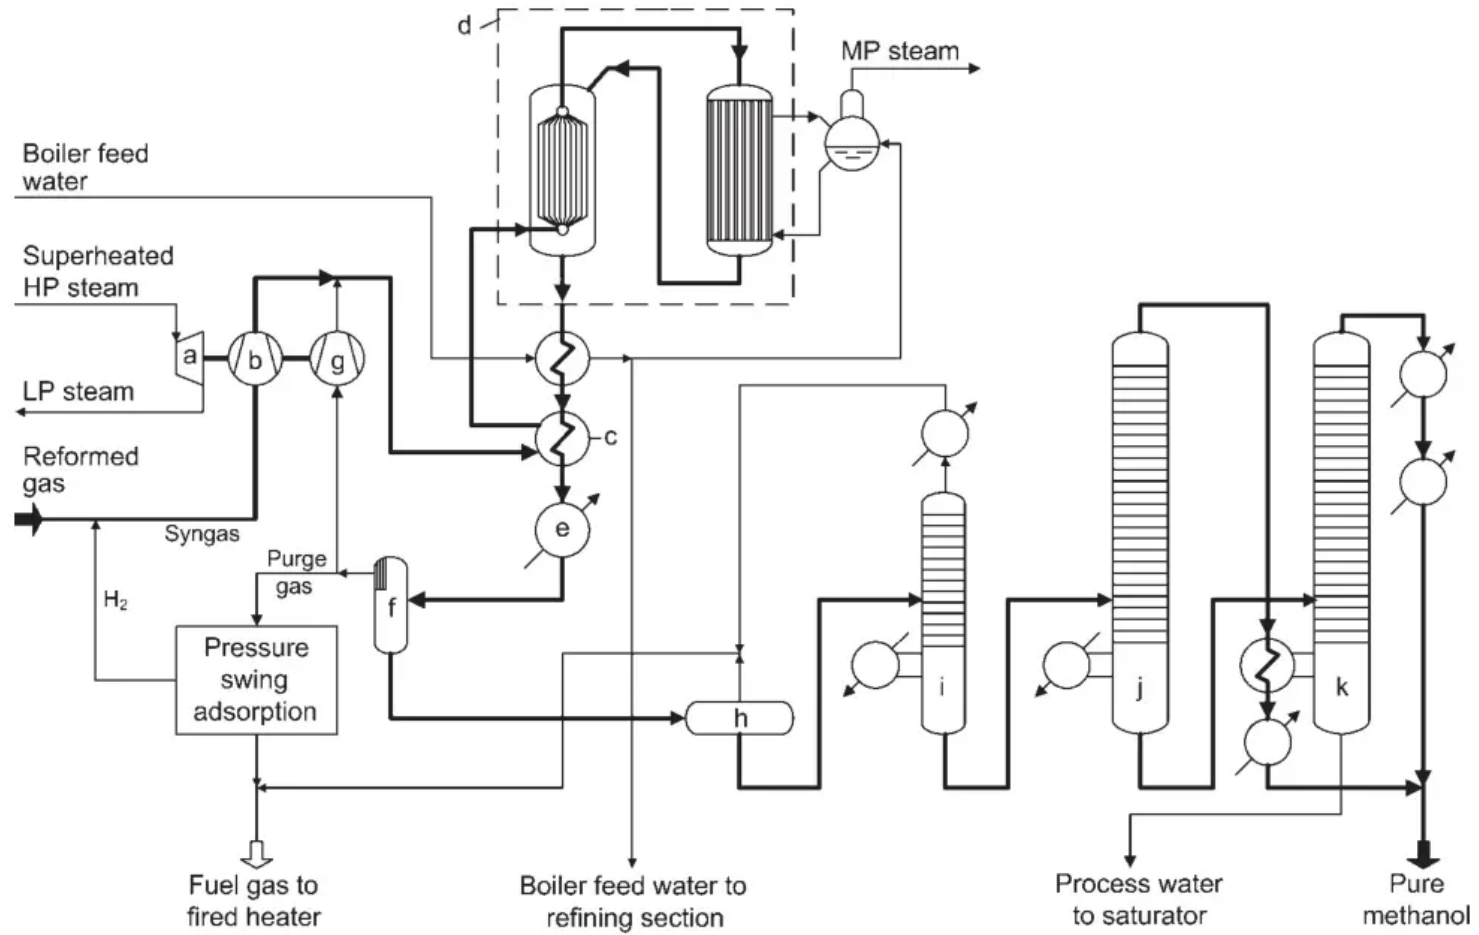 d
MP steam
Boiler feed
water
Superheated
HP steam
a
b
g
LP steam
c
Reformed
gas
Syngas
e
Purge
gas
H₂
f
Pressure
swing
adsorption
h
i
j
k
Fuel gas to
fired heater
Boiler feed water to
refining section
Process water
to saturator
Pure
methanol